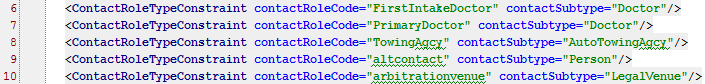 6 <ContactRoleTypeConstraint contactRoleCode="FirstIntakeDoctor" contactSubtype="Doctor"/>
7 <ContactRoleTypeConstraint contactRoleCode="PrimaryDoctor" contactSubtype="Doctor"/>
8 <ContactRoleTypeConstraint contactRoleCode="TowingAgcy" contactSubtype="AutoTowingAgcy"/>
9 <ContactRoleTypeConstraint contactRoleCode="altcontact" contactSubtype="Person"/>
10 <ContactRoleTypeConstraint contactRoleCode="arbitrationvenue" contactSubtype="LegalVenue"/>